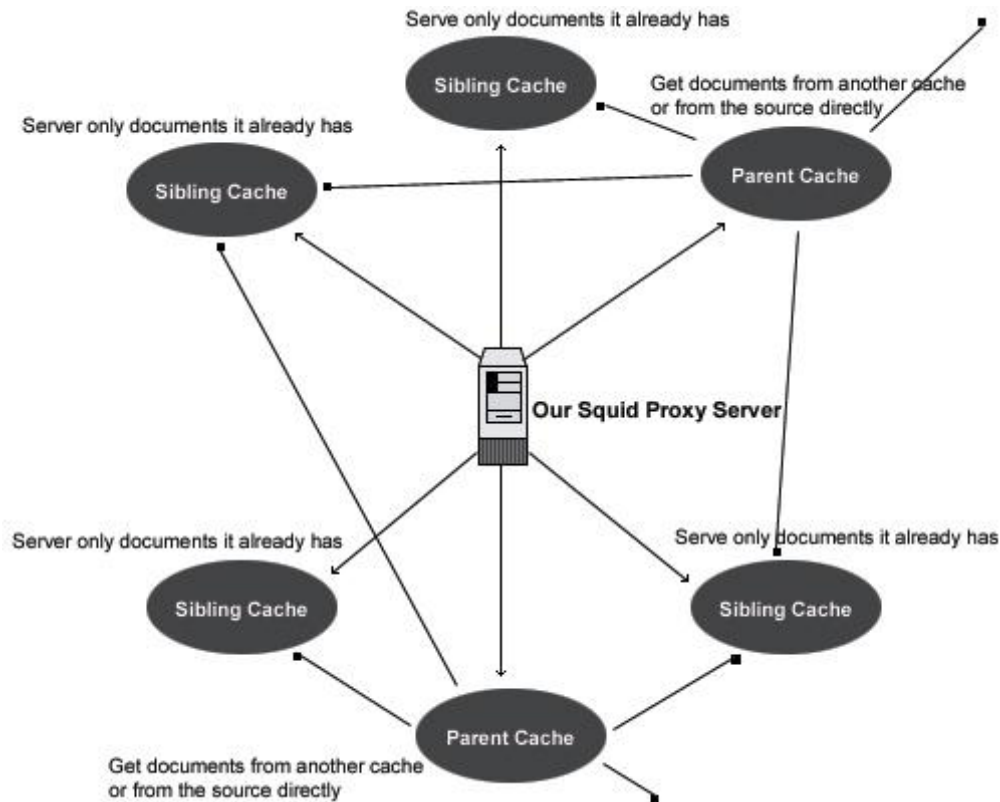 Serve only documents it already has
Sibling Cache
Get documents from another cache
or from the source directly
Server only documents it already has
Sibling Cache
Parent Cache
Our Squid Proxy Server
Server only documents it already has
Serve only documents it already has
Sibling Cache
Sibling Cache
Parent Cache
Get documents from another cache
or from the source directly